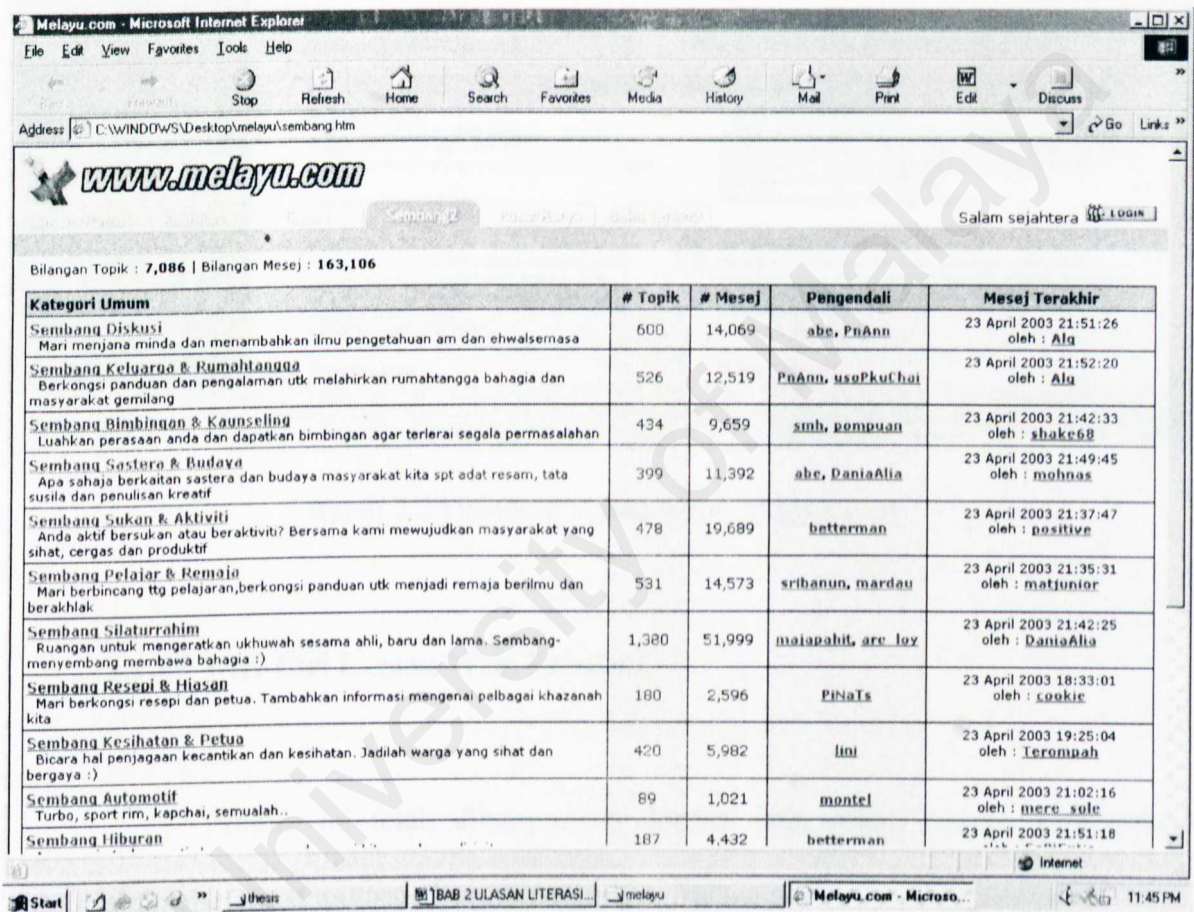 Melayu.com - Microsoft Internet Explorer
File Edit View Favorites Tools Help
Stop Refresh Home Search Favorites Media History Mail Print Edit Discuss
Address C:\WINDOWS\Desktop\melayu\sembang.htm Go Links »
www.melayu.com
Sembang2
Salam sejahtera LOGIN
Bilangan Topik : 7,086 | Bilangan Mesej : 163,106
Kategori Umum # Topik # Mesej Pengendali Mesej Terakhir
Sembang Diskusi 600 14,069 abe, PnAnn 23 April 2003 21:51:26
Mari menjana minda dan menambahkan ilmu pengetahuan am dan ehwalsemasa oleh : Alq
Sembang Keluarga & Rumahtangga 526 12,519 PnAnn, usoPkuChai 23 April 2003 21:52:20
Berkongsi panduan dan pengalaman utk melahirkan rumahtangga bahagia dan oleh : Alq
masyarakat gemilang
Sembang Bimbingan & Kaunseling 434 9,659 smh, pompuan 23 April 2003 21:42:33
Luahkan perasaan anda dan dapatkan bimbingan agar terlerai segala permasalahan oleh : shake68
Sembang Sastera & Budaya 399 11,392 abe, DaniaAlia 23 April 2003 21:49:45
Apa sahaja berkaitan sastera dan budaya masyarakat kita spt adat resam, tata oleh : mohnas
susila dan penulisan kreatif
Sembang Sukan & Aktiviti 478 19,689 betterman 23 April 2003 21:37:47
Anda aktif bersukan atau beraktiviti? Bersama kami mewujudkan masyarakat yang oleh : positive
sihat, cergas dan produktif
Sembang Pelajar & Remaja 531 14,573 sribanun, mardau 23 April 2003 21:35:31
Mari berbincang ttg pelajaran,berkongsi panduan utk menjadi remaja berilmu dan oleh : matjunior
berakhlak
Sembang Silaturrahim 1,380 51,999 majapahit, arc_loy 23 April 2003 21:42:25
Ruangan untuk mengeratkan ukhuwah sesama ahli, baru dan lama. Sembang- oleh : DaniaAlia
menyembang membawa bahagia :)
Sembang Resepi & Hiasan 180 2,596 PiNaTs 23 April 2003 18:33:01
Mari berkongsi resepi dan petua. Tambahkan informasi mengenai pelbagai khazanah oleh : cookie
kita
Sembang Kesihatan & Petua 420 5,982 lini 23 April 2003 19:25:04
Bicara hal penjagaan kecantikan dan kesihatan. Jadilah warga yang sihat dan oleh : Terompah
bergaya :)
Sembang Automotif 89 1,021 montel 23 April 2003 21:02:16
Turbo, sport rim, kapchai, semualah.. oleh : mere_sole
Sembang Hiburan 187 4,432 betterman 23 April 2003 21:51:18
Internet
Start » thesis BAB 2 ULASAN LITERASI... melayu Melayu.com - Microso... 11:45 PM
University of Malaya